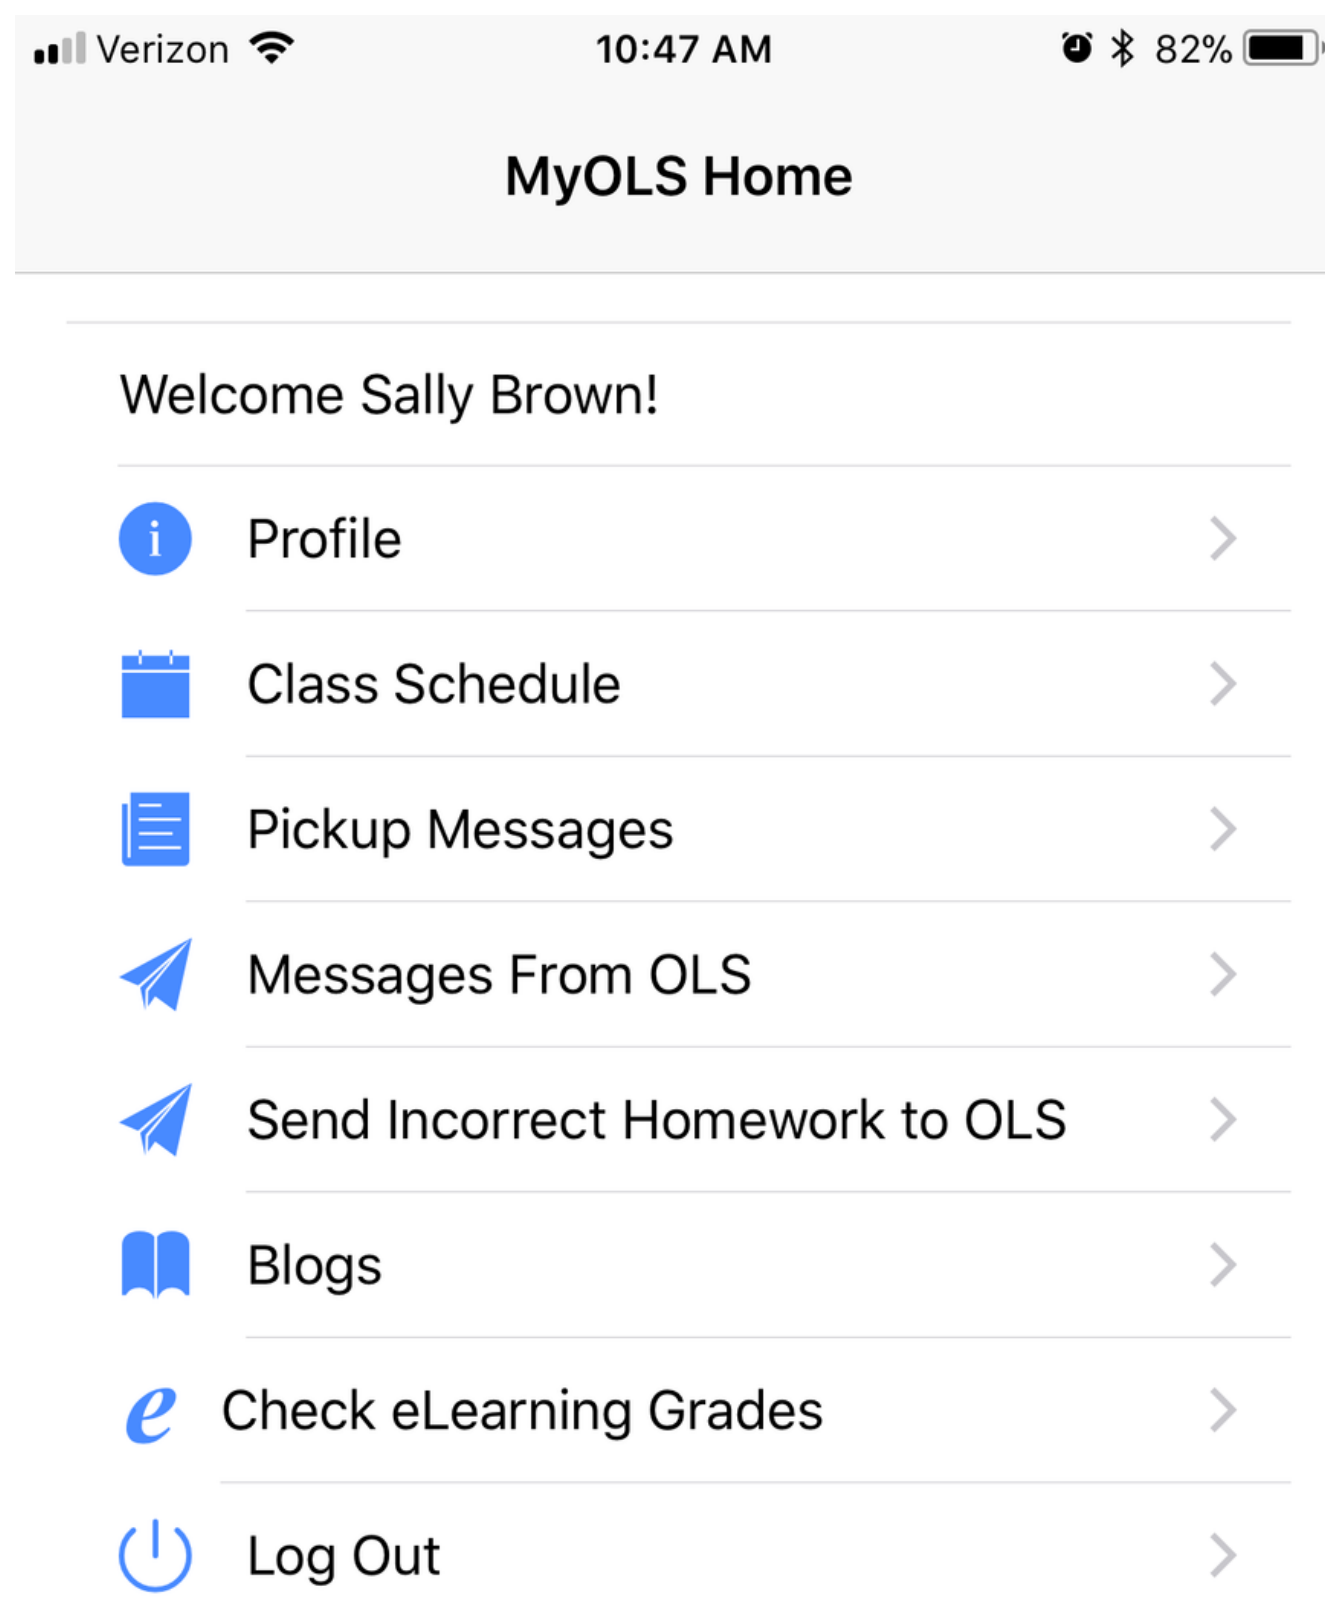 Verizon 10:47 AM 82%
MyOLS Home
Welcome Sally Brown!
i Profile
Class Schedule
Pickup Messages
Messages From OLS
Send Incorrect Homework to OLS
Blogs
e Check eLearning Grades
Log Out